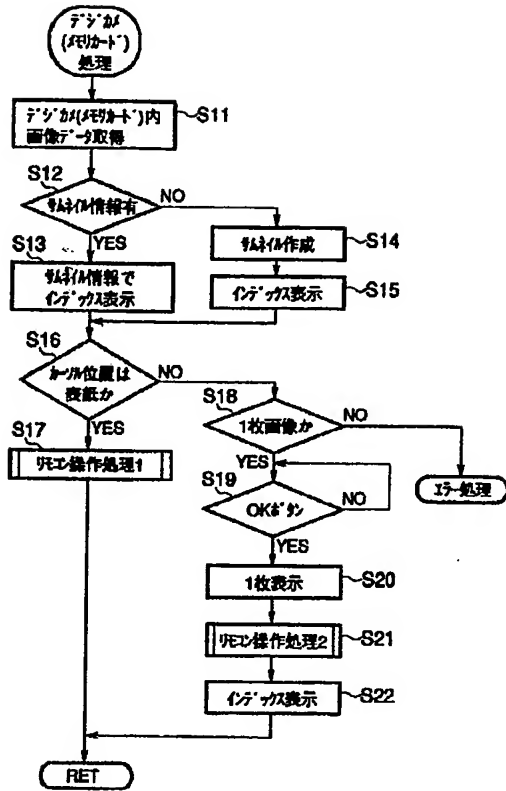 デジカメ
(メモリカード)
処理
デジカメ(メモリカード)内
画像データ取得
S11
S12
サムネイル情報有
NO
YES
S13
サムネイル情報で
インデックス表示
サムネイル作成
S14
インデックス表示
S15
S16
カーソル位置は
表紙か
NO
YES
S17
リモコン操作処理1
S18
1枚画像か
NO
YES
エラー処理
S19
OKボタン
NO
YES
1枚表示
S20
リモコン操作処理2
S21
インデックス表示
S22
RET